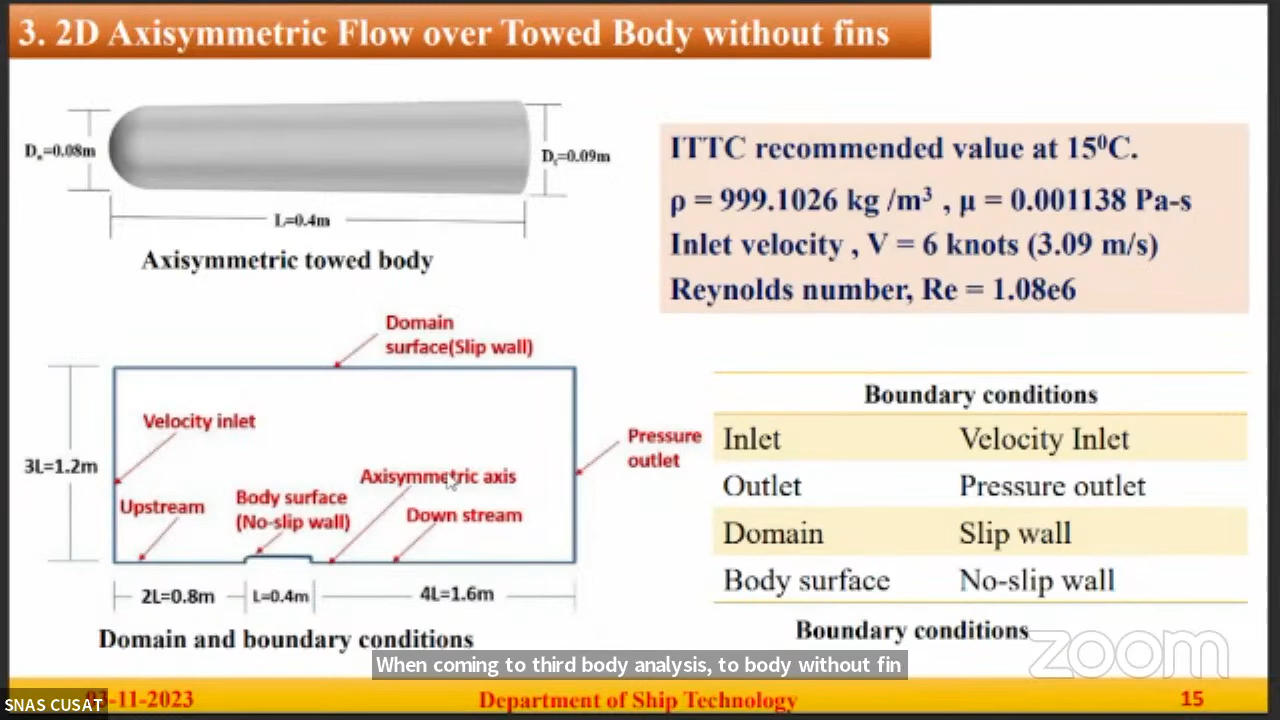 3. 2D Axisymmetric Flow over Towed Body without fins
Dn=0.08m
Dt=0.09m
L=0.4m
Axisymmetric towed body
ITTC recommended value at 15⁰C.
ρ = 999.1026 kg /m³ , μ = 0.001138 Pa-s
Inlet velocity , V = 6 knots (3.09 m/s)
Reynolds number, Re = 1.08e6
Domain
surface(Slip wall)
Velocity inlet
Pressure
outlet
3L=1.2m
Axisymmetric axis
Upstream
Body surface
(No-slip wall)
Down stream
2L=0.8m
L=0.4m
4L=1.6m
Domain and boundary conditions
Boundary conditions
Inlet Velocity Inlet
Outlet Pressure outlet
Domain Slip wall
Body surface No-slip wall
Boundary conditions
zoom
When coming to third body analysis, to body without fin
SNAS CUSAT
-11-2023
Department of Ship Technology
15